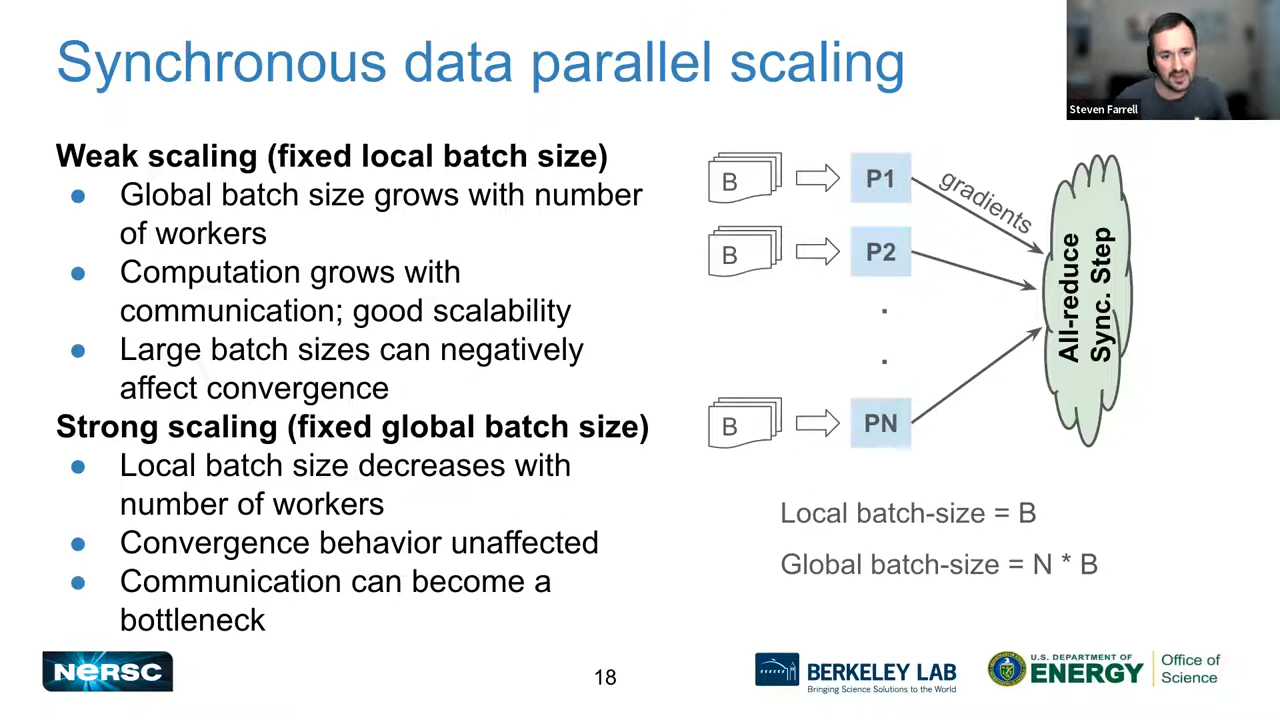 Synchronous data parallel scaling
Steven Farrell
Weak scaling (fixed local batch size)
● Global batch size grows with number
of workers
● Computation grows with
communication; good scalability
● Large batch sizes can negatively
affect convergence
Strong scaling (fixed global batch size)
● Local batch size decreases with
number of workers
● Convergence behavior unaffected
● Communication can become a
bottleneck
B
P1
gradients
B
P2
.
.
B
PN
All-reduce
Sync. Step
Local batch-size = B
Global batch-size = N * B
NERSC
18
BERKELEY LAB
Bringing Science Solutions to the World
U.S. DEPARTMENT OF
ENERGY
Office of
Science